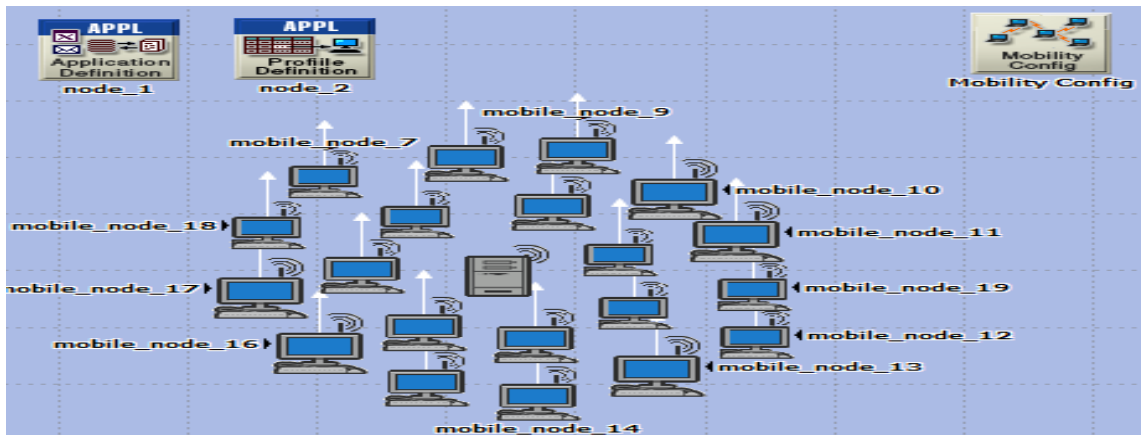 APPL
Application
Definition
node_1
APPL
Profiile
Definition
node_2
Mobility
Config
Mobility Config
mobile_node_9
mobile_node_7
mobile_node_10
mobile_node_18
mobile_node_11
mobile_node_17
mobile_node_19
mobile_node_16
mobile_node_12
mobile_node_13
mobile_node_14